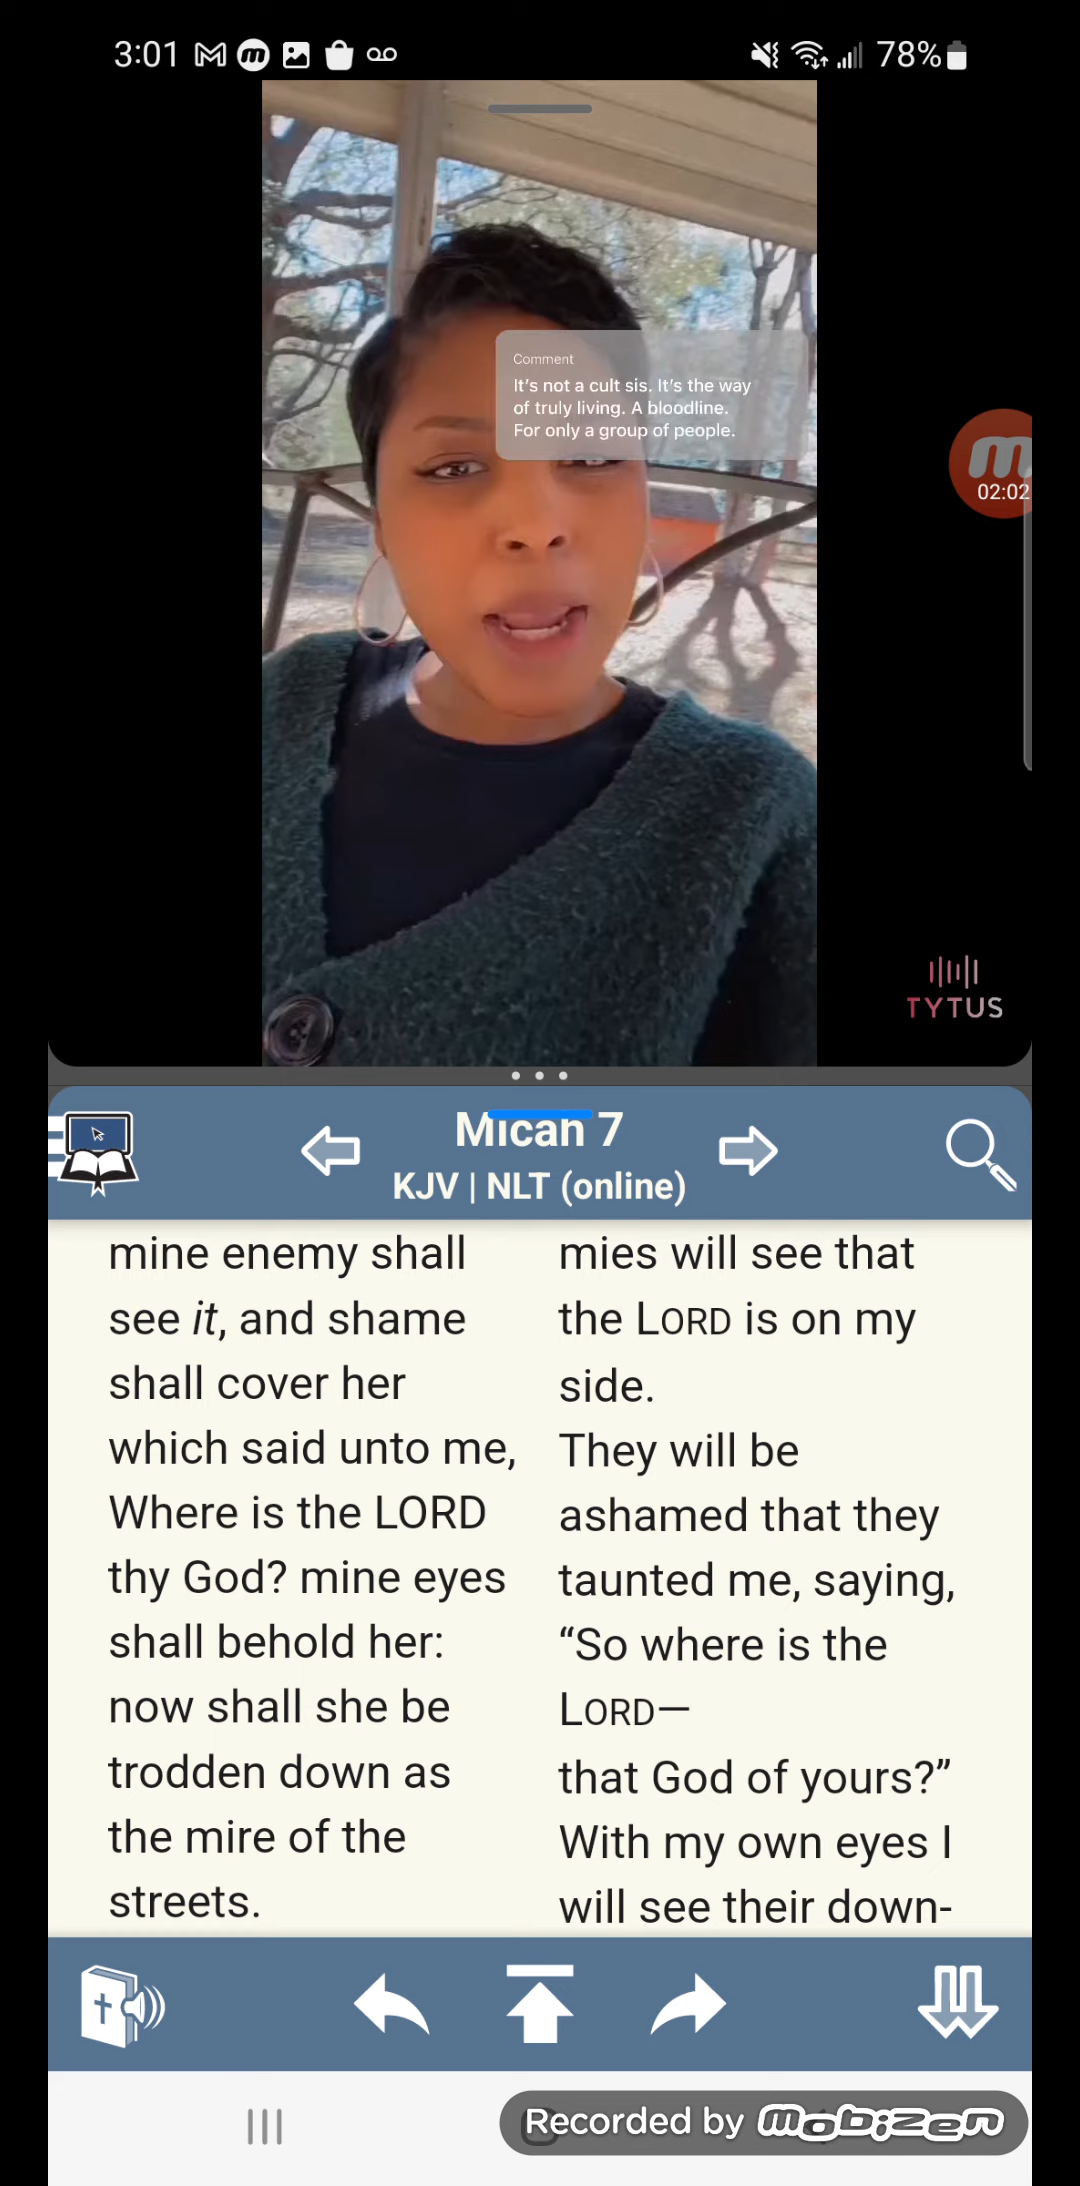 3:01
78%
Comment
It's not a cult sis. It's the way
of truly living. A bloodline.
For only a group of people.
02:02
TYTUS
Micah 7
KJV | NLT (online)
mine enemy shall
see it, and shame
shall cover her
which said unto me,
Where is the LORD
thy God? mine eyes
shall behold her:
now shall she be
trodden down as
the mire of the
streets.
mies will see that
the LORD is on my
side.
They will be
ashamed that they
taunted me, saying,
“So where is the
LORD—
that God of yours?”
With my own eyes I
will see their down-
Recorded by mobizen